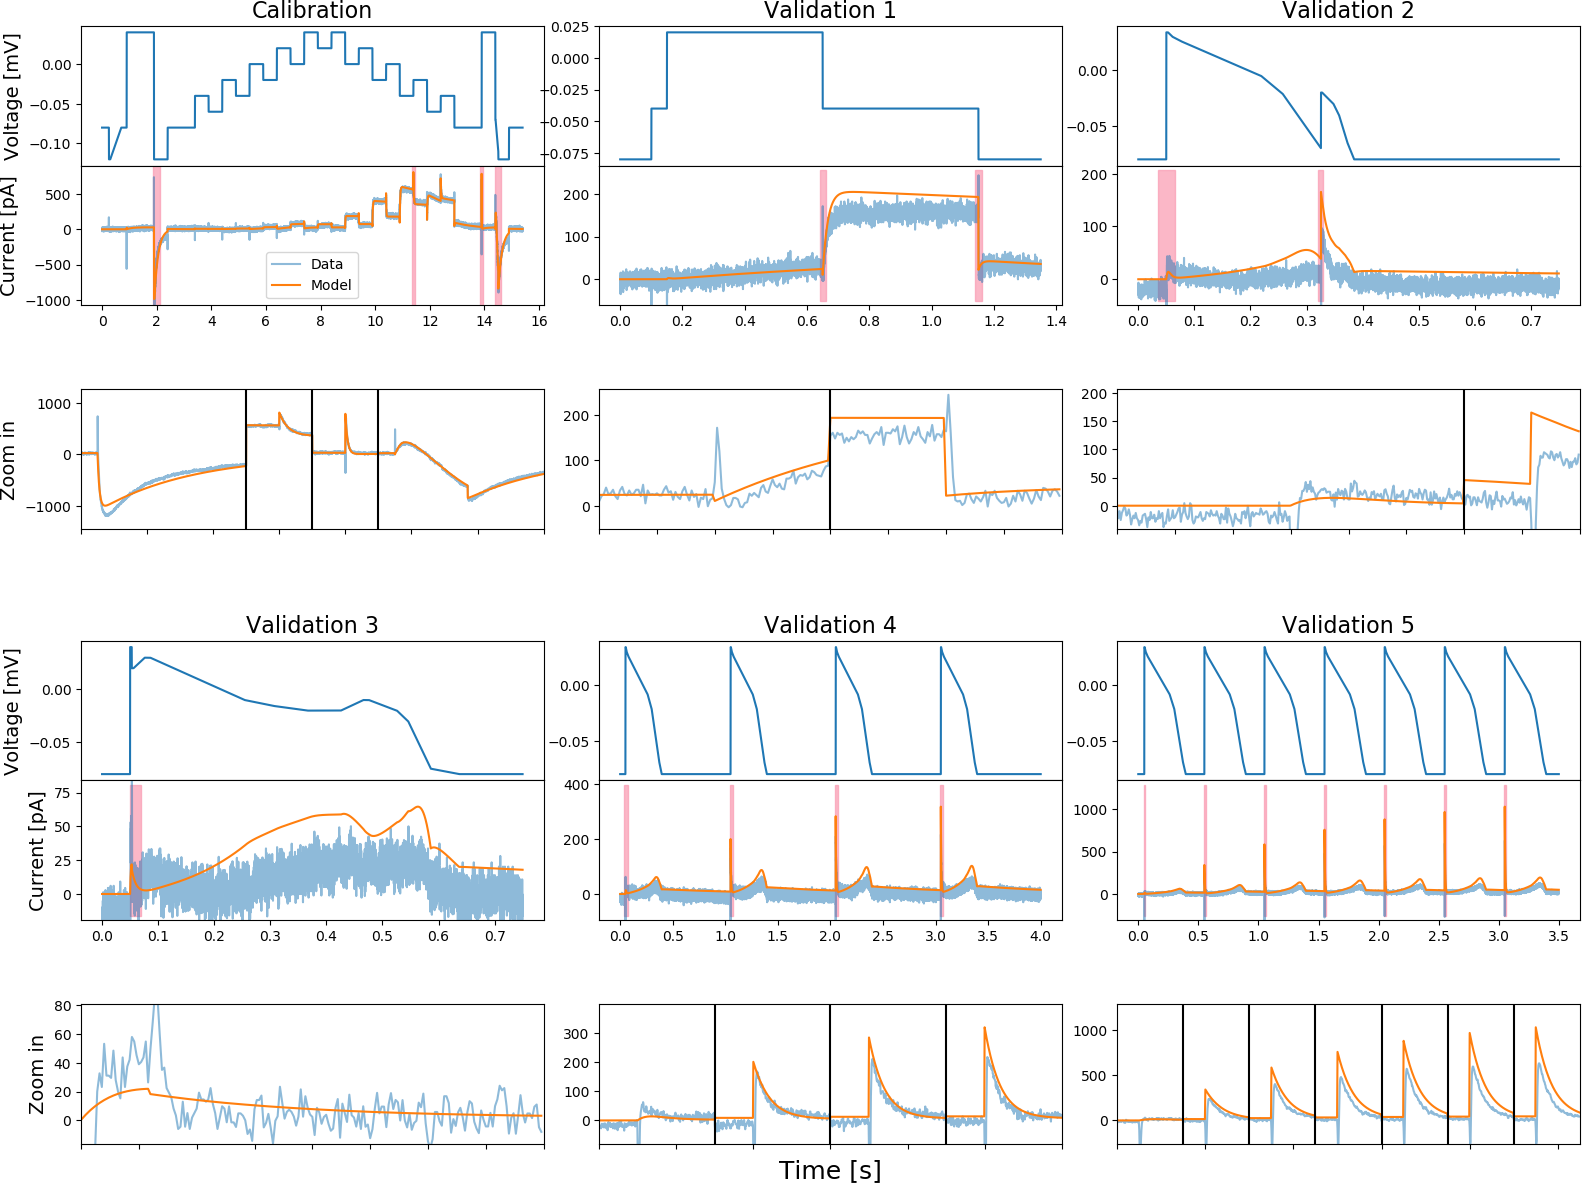 Calibration
Validation 1
Validation 2
Voltage [mV]
0.00
−0.05
−0.10
0.025
0.000
−0.025
−0.050
−0.075
0.00
−0.05
Current [pA]
500
0
−500
−1000
Data
Model
200
100
0
200
100
0
0 2 4 6 8 10 12 14 16
0.0 0.2 0.4 0.6 0.8 1.0 1.2 1.4
0.0 0.1 0.2 0.3 0.4 0.5 0.6 0.7
Zoom in
1000
0
−1000
200
100
0
200
150
100
50
0
Validation 3
Validation 4
Validation 5
Voltage [mV]
0.00
−0.05
0.00
−0.05
0.00
−0.05
Current [pA]
75
50
25
0
400
200
0
1000
500
0
0.0 0.1 0.2 0.3 0.4 0.5 0.6 0.7
0.0 0.5 1.0 1.5 2.0 2.5 3.0 3.5 4.0
0.0 0.5 1.0 1.5 2.0 2.5 3.0 3.5
Zoom in
80
60
40
20
0
300
200
100
0
1000
500
0
Time [s]